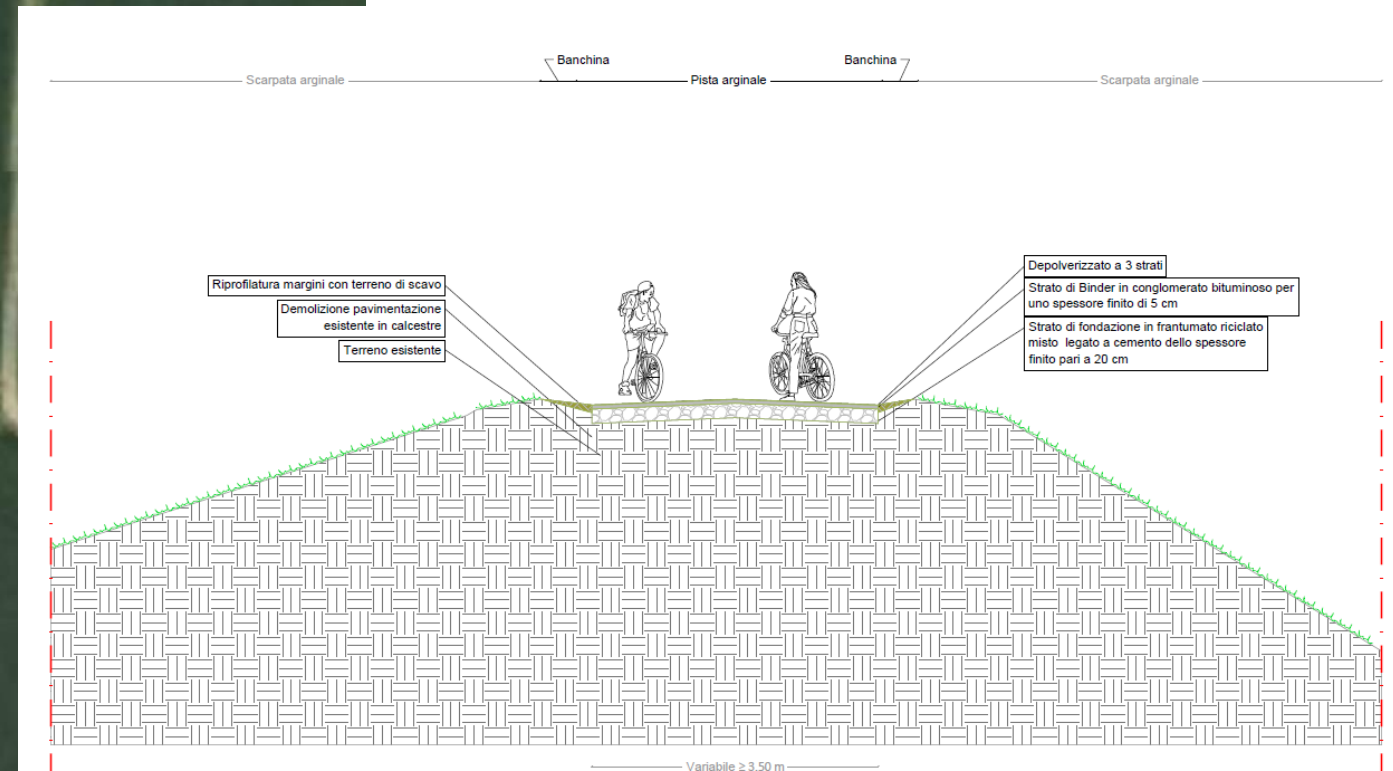 Banchina
Banchina
Scarpata arginale
Pista arginale
Scarpata arginale
Riprofilatura margini con terreno di scavo
Demolizione pavimentazione
esistente in calcestre
Terreno esistente
Depolverizzato a 3 strati
Strato di Binder in conglomerato bituminoso per
uno spessore finito di 5 cm
Strato di fondazione in frantumato riciclato
misto legato a cemento dello spessore
finito pari a 20 cm
Variabile ≥ 3.50 m